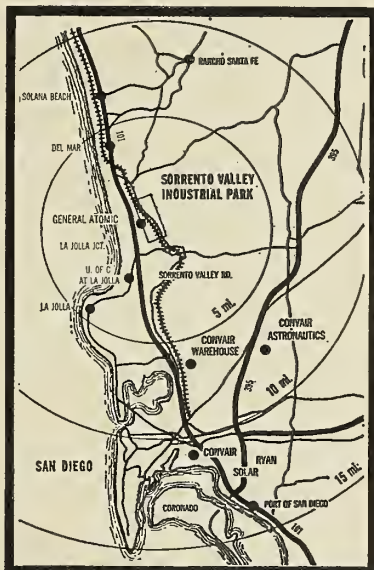 RANCHO SANTA FE
SOLANA BEACH
101
DEL MAR
395
SORRENTO VALLEY
INDUSTRIAL PARK
GENERAL ATOMIC
LA JOLLA JCT.
U. OF C.
AT LA JOLLA
SORRENTO VALLEY RD.
LA JOLLA
5 mi.
CONVAIR
ASTRONAUTICS
CONVAIR
WAREHOUSE
395
10 mi.
CONVAIR
RYAN
SAN DIEGO
SOLAR
15 mi.
PORT OF SAN DIEGO
CORONADO
101